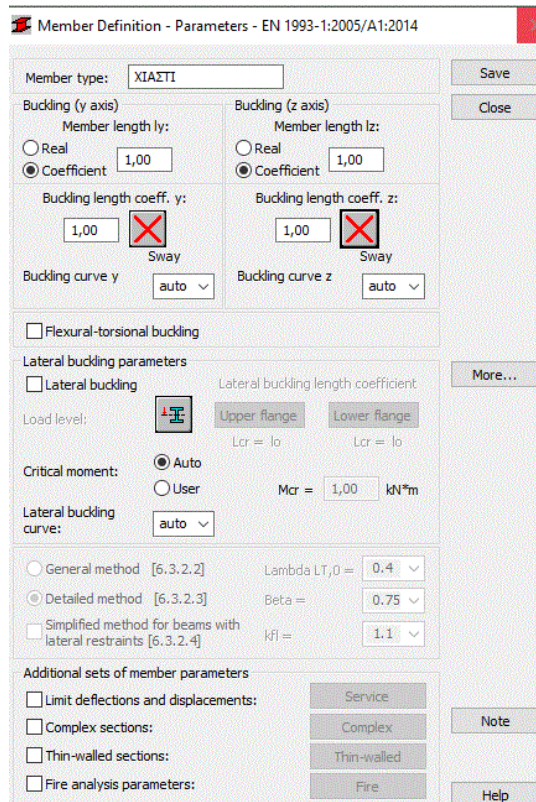 Member Definition - Parameters - EN 1993-1:2005/A1:2014
Member type: ΧΙΑΣΤΙ
Save
Close
Buckling (y axis)
Member length ly:
Real
Coefficient
1,00
Buckling length coeff. y:
1,00
Sway
Buckling curve y
auto
Buckling (z axis)
Member length lz:
Real
Coefficient
1,00
Buckling length coeff. z:
1,00
Sway
Buckling curve z
auto
Flexural-torsional buckling
More...
Lateral buckling parameters
Lateral buckling
Lateral buckling length coefficient
Load level:
Upper flange
Lower flange
Lcr = lo
Lcr = lo
Critical moment:
Auto
User
Mcr = 1,00 kN*m
Lateral buckling
curve:
auto
General method [6.3.2.2]
Lambda LT,0 = 0.4
Detailed method [6.3.2.3]
Beta = 0.75
Simplified method for beams with
lateral restraints [6.3.2.4]
kfl = 1.1
Additional sets of member parameters
Limit deflections and displacements:
Service
Complex sections:
Complex
Thin-walled sections:
Thin-walled
Fire analysis parameters:
Fire
Note
Help